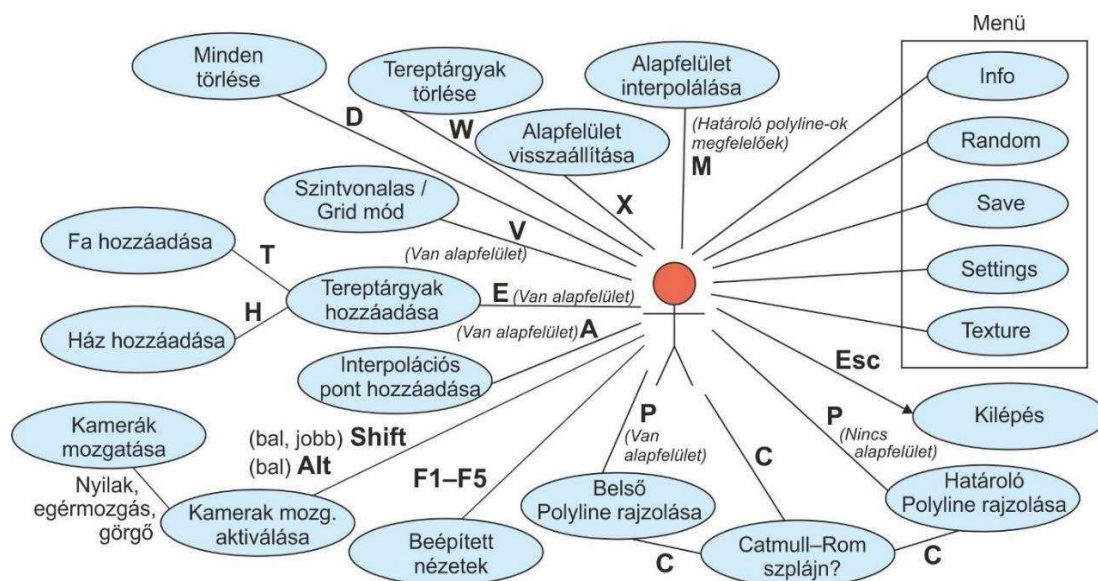 Menü
Minden
törlése
Tereptárgyak
törlése
Alapfelület
interpolálása
Info
D
W
Alapfelület
visszaállítása
(Határoló polyline-ok
megfelelőek)
M
Random
Szintvonalas /
Grid mód
X
Save
V
(Van alapfelület)
Fa hozzáadása
T
Settings
Tereptárgyak
hozzáadása
E (Van alapfelület)
H
(Van alapfelület) A
Ház hozzáadása
Texture
Interpolációs
pont hozzáadása
Esc
Kamerák
mozgatása
(bal, jobb) Shift
(bal) Alt
P
(Van
alapfelület)
P
(Nincs
alapfelület)
Kilépés
C
Nyilak,
egérmozgás,
görgő
F1–F5
Kamerak mozg.
aktiválása
Belső
Polyline rajzolása
Határoló
Polyline rajzolása
Beépített
nézetek
C
Catmull–Rom
szplájn?
C